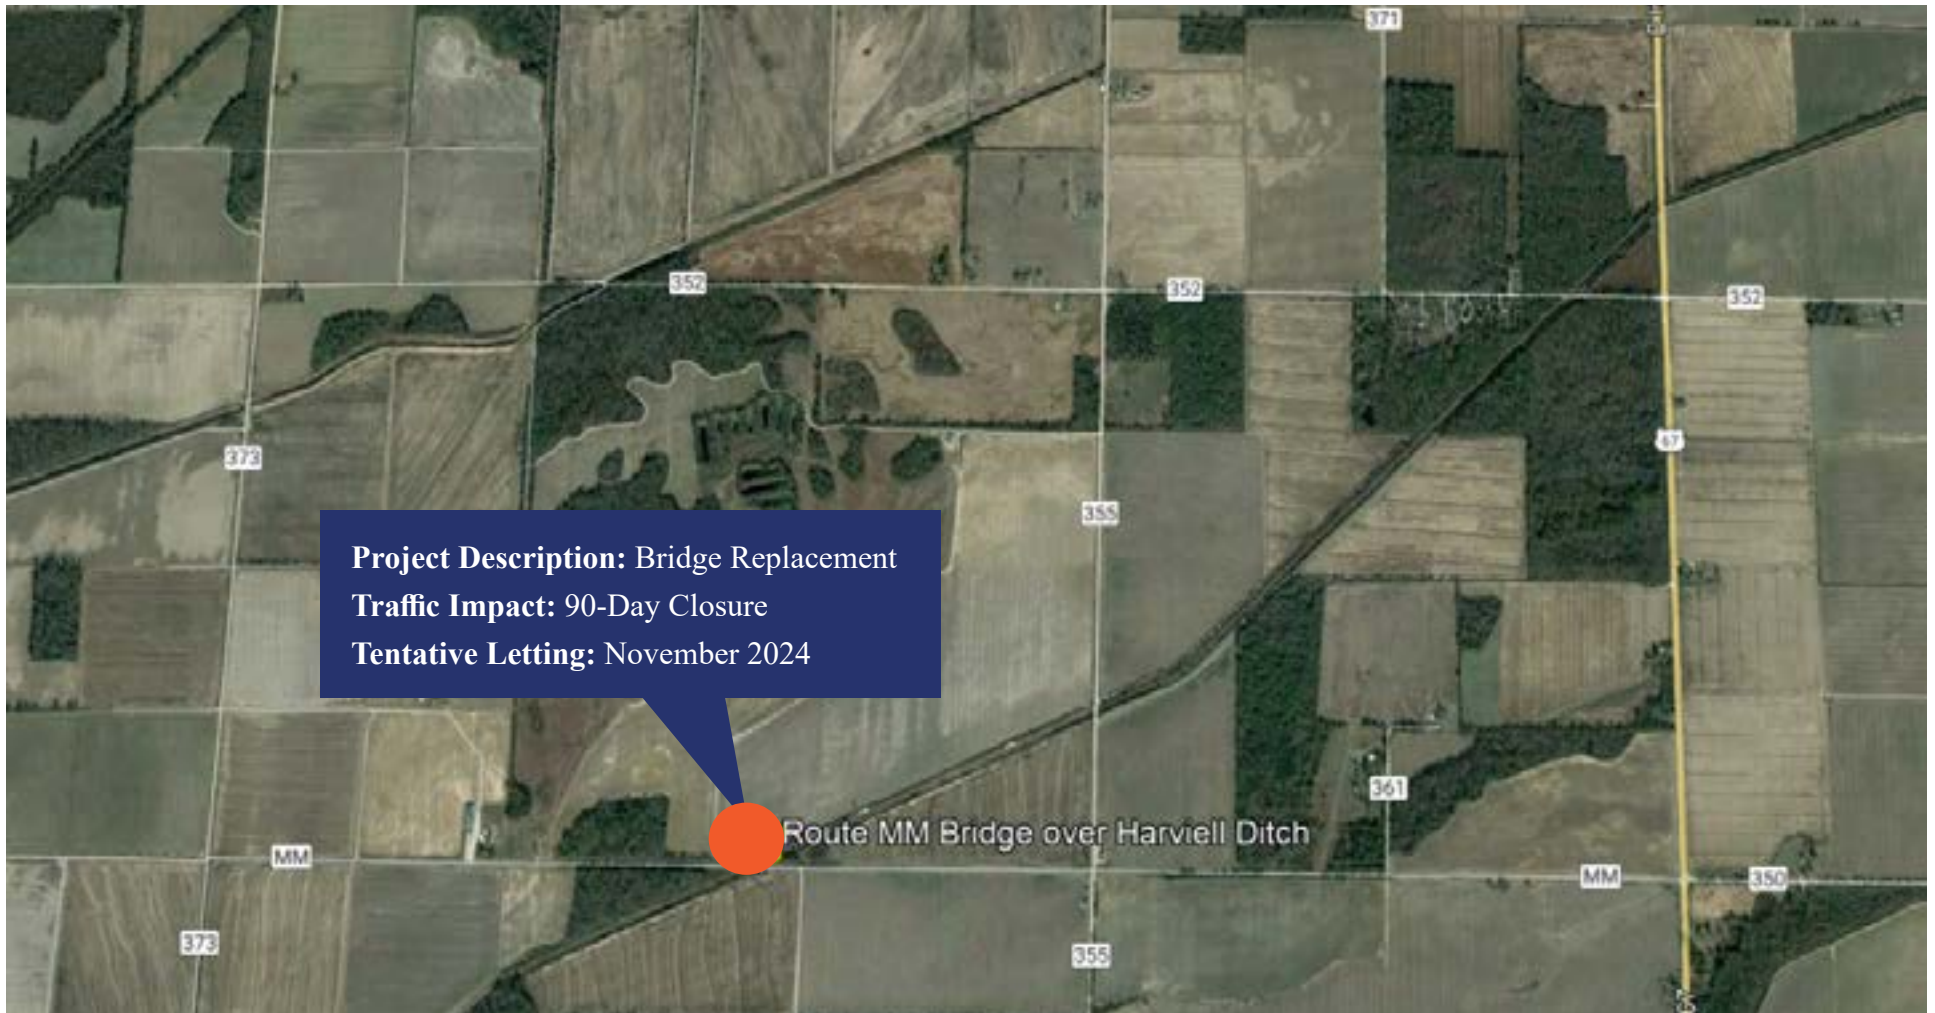 371
352
352
352
67
373
355
Project Description: Bridge Replacement
Traffic Impact: 90-Day Closure
Tentative Letting: November 2024
361
Route MM Bridge over Harviell Ditch
MM
MM
350
373
355